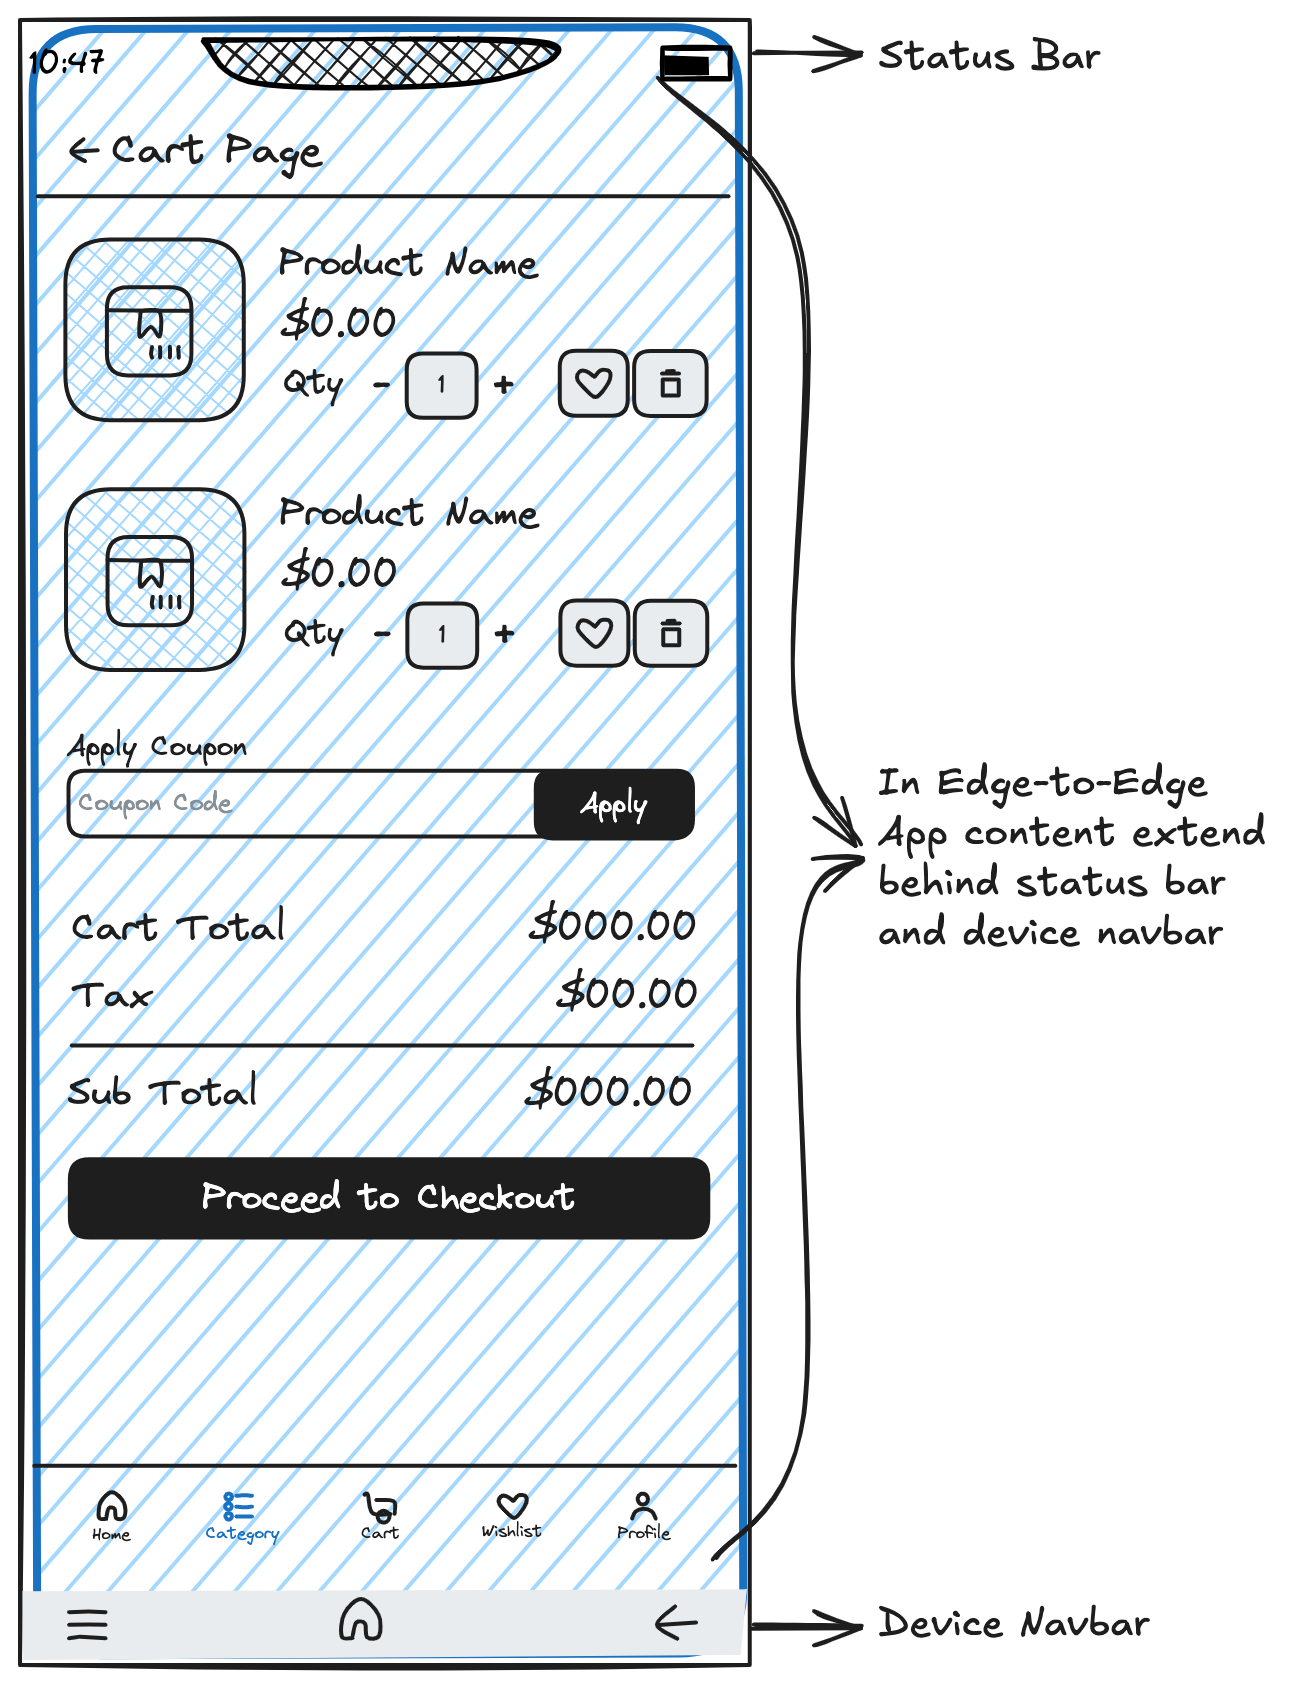 10:47
Status Bar
Cart Page
Product Name
$0.00
Qty - 1 +
Product Name
$0.00
Qty - 1 +
Apply Coupon
Coupon Code
Apply
In Edge-to-Edge
App content extend
behind status bar
and device navbar
Cart Total $000.00
Tax $00.00
Sub Total $000.00
Proceed to Checkout
Home Category Cart Wishlist Profile
Device Navbar